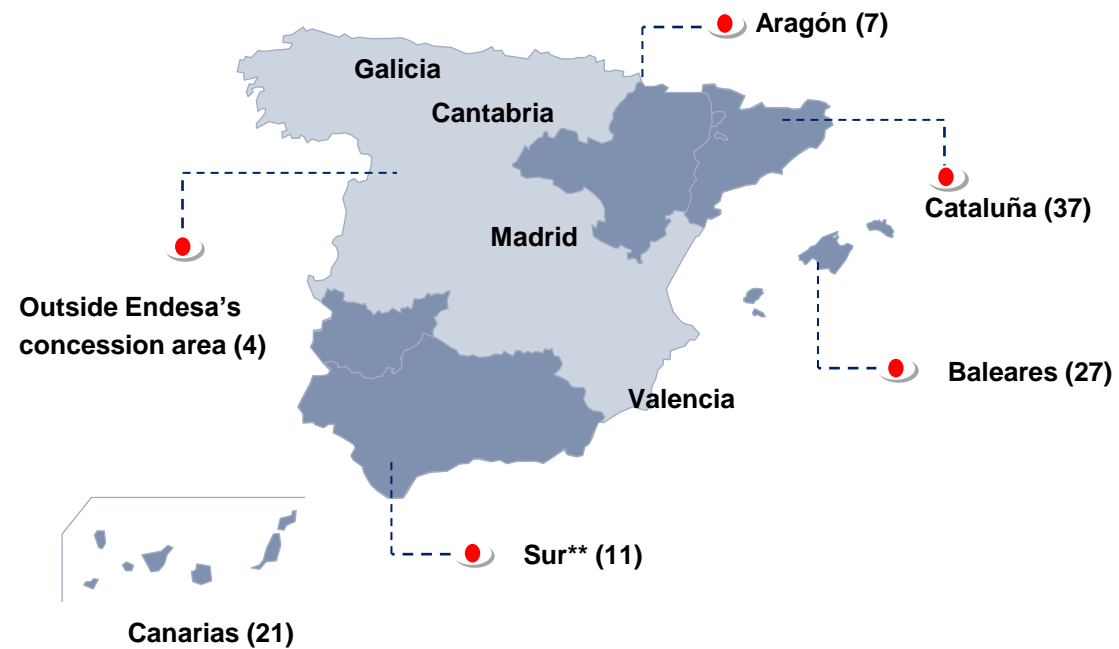 Aragón (7)
Galicia
Cantabria
Cataluña (37)
Madrid
Outside Endesa’s
concession area (4)
Baleares (27)
Valencia
Sur** (11)
Canarias (21)